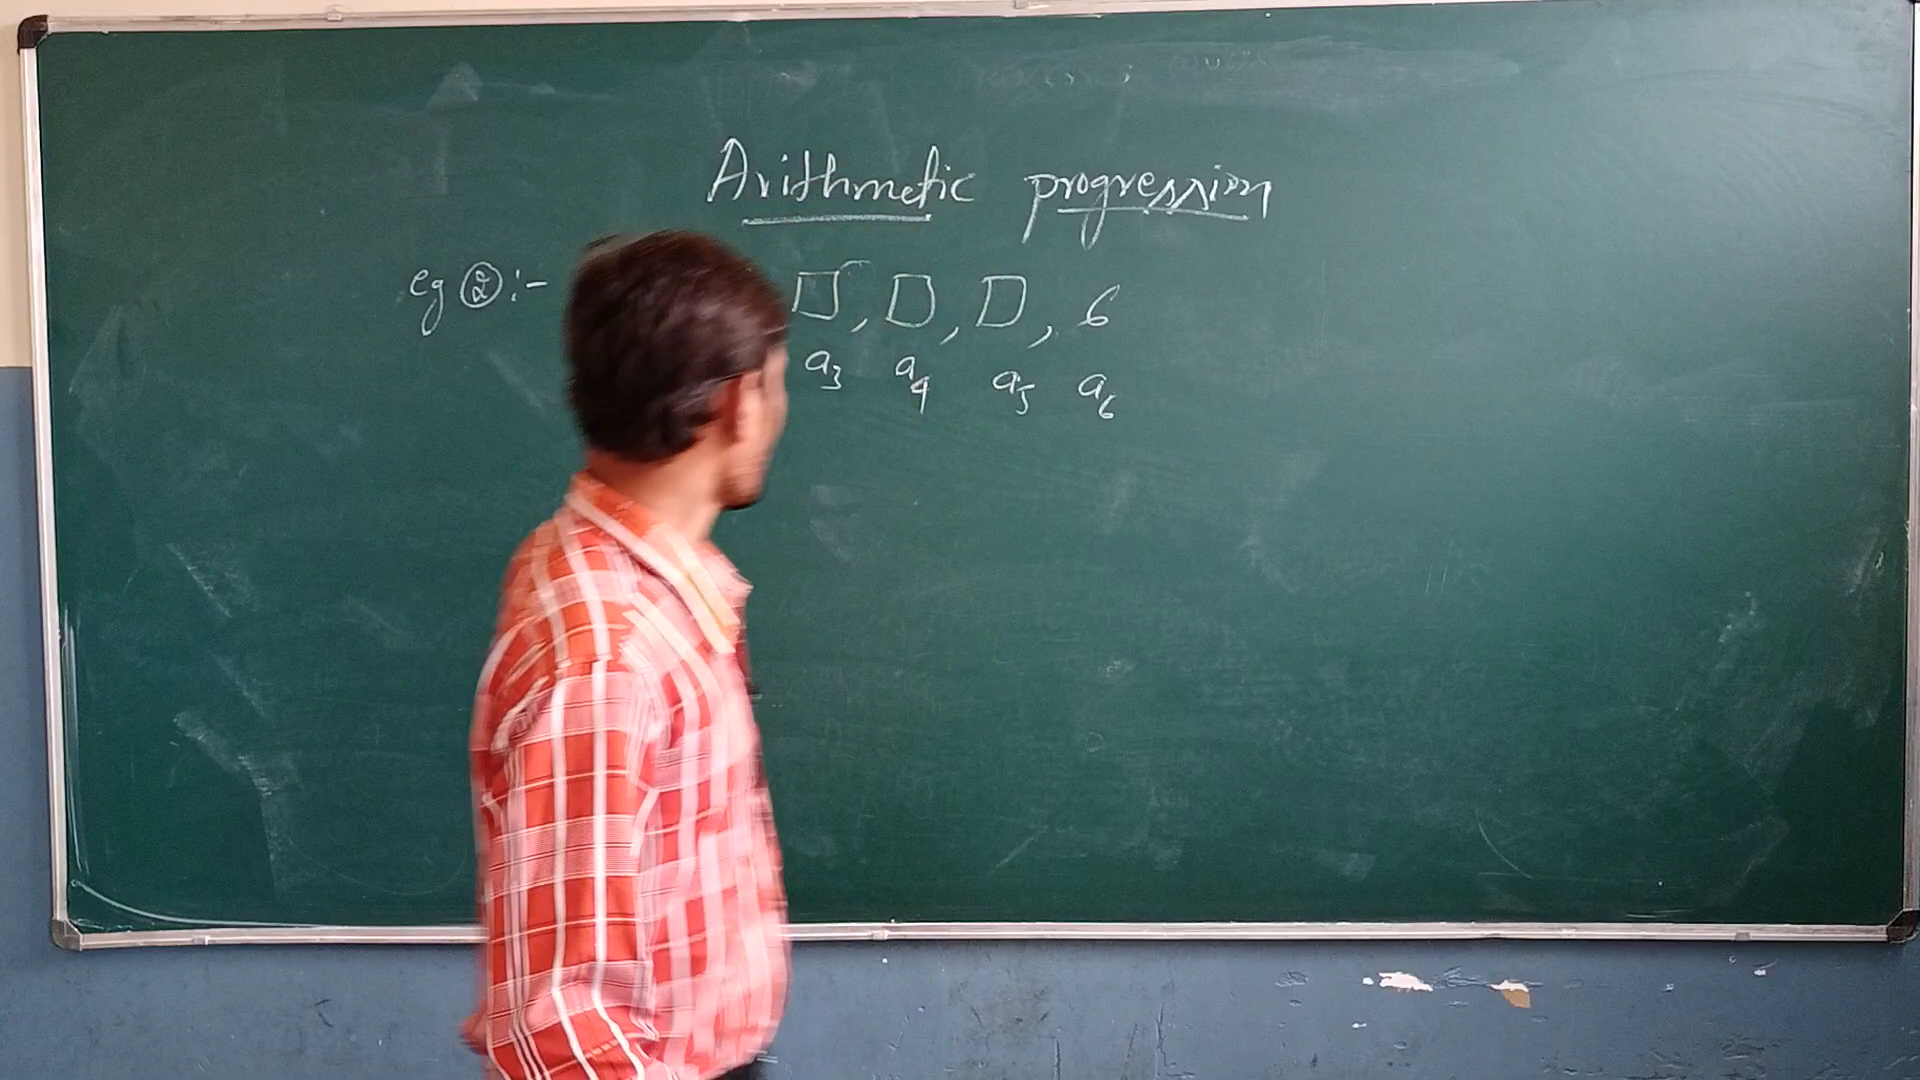 Arithmetic progression
eg ②:- □, □, □, 6
a₃ a₄ a₅ a₆